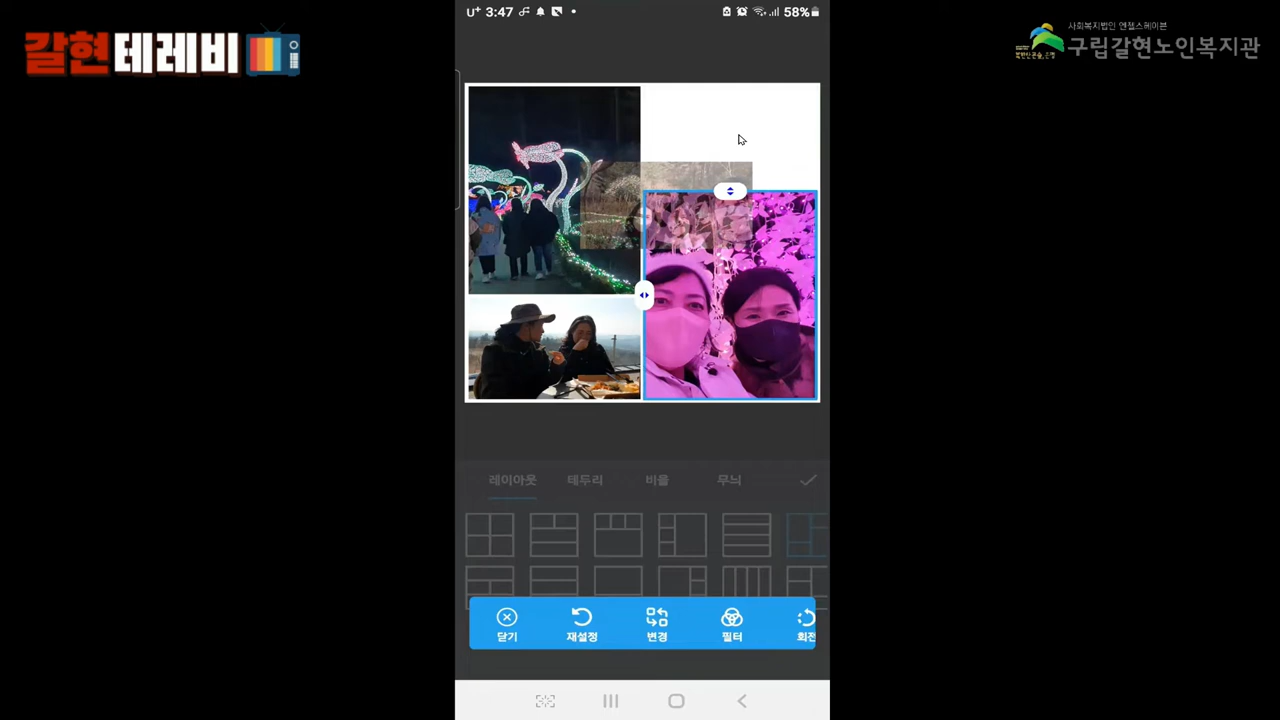 갈현테레비
U+ 3:47
58%
사회복지법인 엔젤스헤이븐
구립갈현노인복지관
레이아웃 테두리 비율 무늬
닫기 재설정 변경 필터 회전